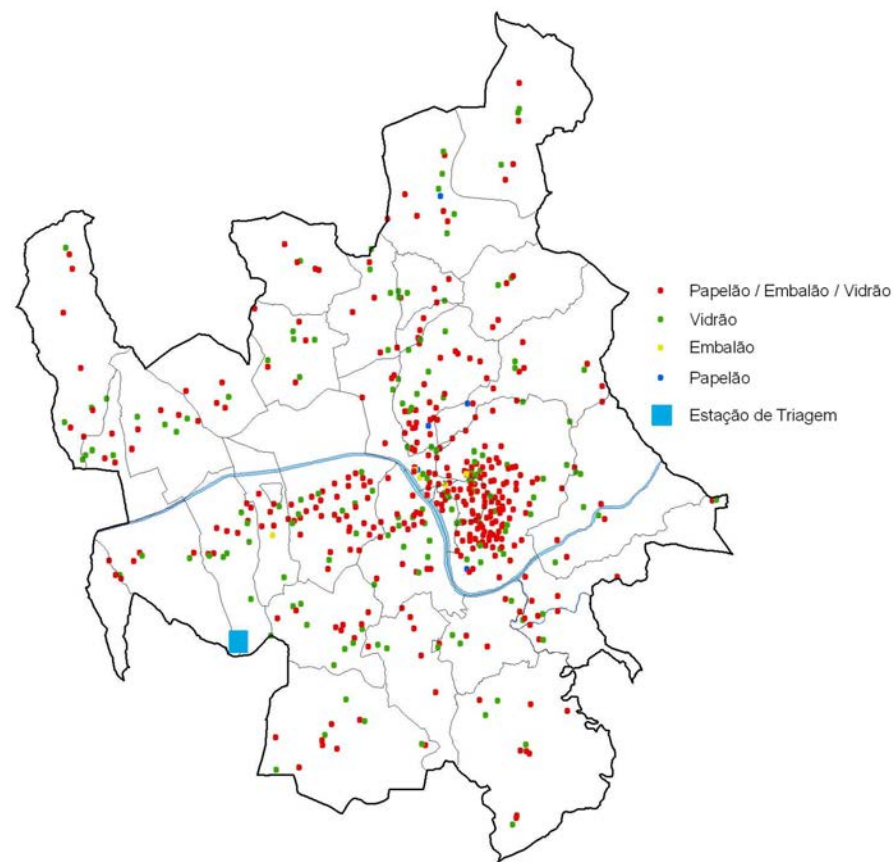 Papelão / Embalão / Vidrão
Vidrão
Embalão
Papelão
Estação de Triagem